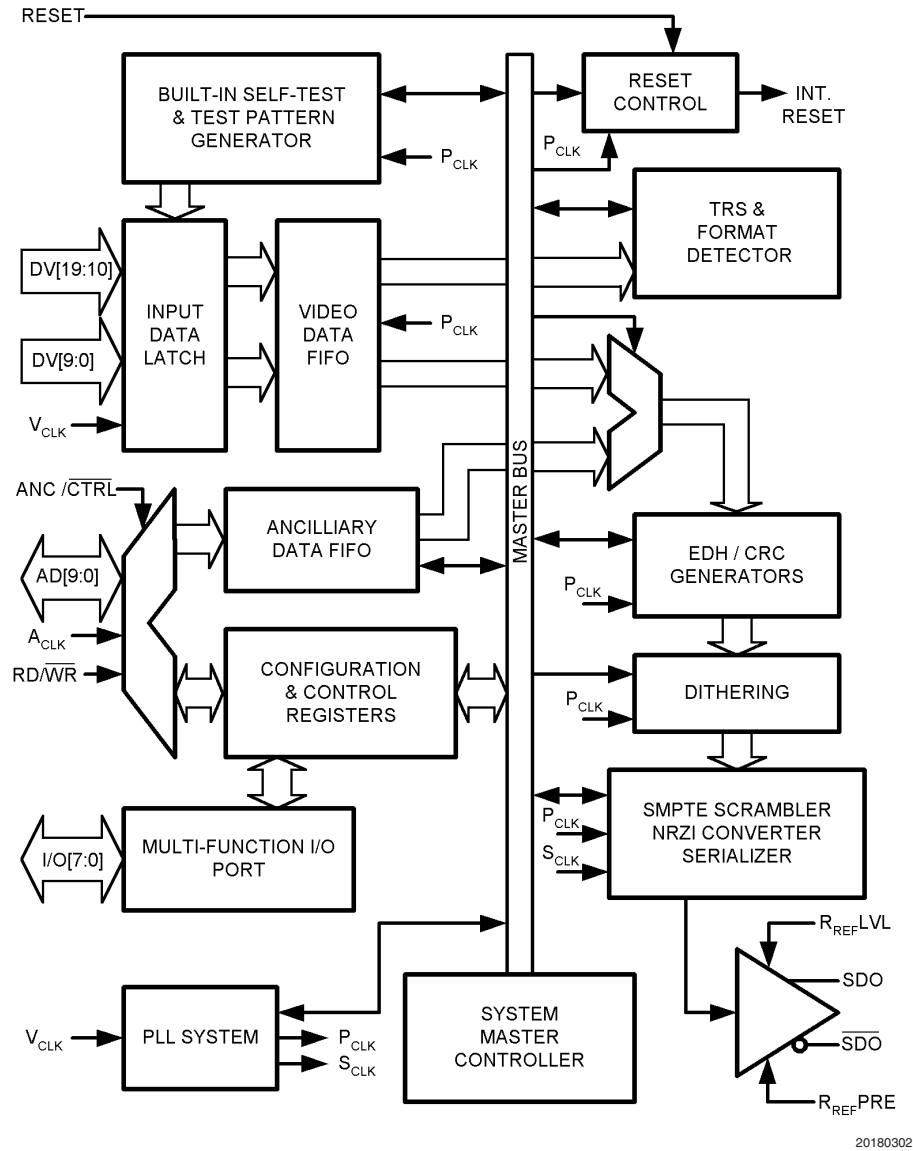 RESET
BUILT-IN SELF-TEST
& TEST PATTERN
GENERATOR
RESET
CONTROL
INT.
RESET
PCLK
PCLK
TRS &
FORMAT
DETECTOR
DV[19:10]
DV[9:0]
VCLK
INPUT
DATA
LATCH
VIDEO
DATA
FIFO
PCLK
MASTER BUS
ANC /CTRL
AD[9:0]
ACLK
RD/WR
ANCILLIARY
DATA FIFO
EDH / CRC
GENERATORS
PCLK
CONFIGURATION
& CONTROL
REGISTERS
DITHERING
PCLK
SMPTE SCRAMBLER
NRZI CONVERTER
SERIALIZER
PCLK
SCLK
I/O[7:0]
MULTI-FUNCTION I/O
PORT
RREFLVL
SDO
SDO
RREFPRE
VCLK
PLL SYSTEM
PCLK
SCLK
SYSTEM
MASTER
CONTROLLER
20180302